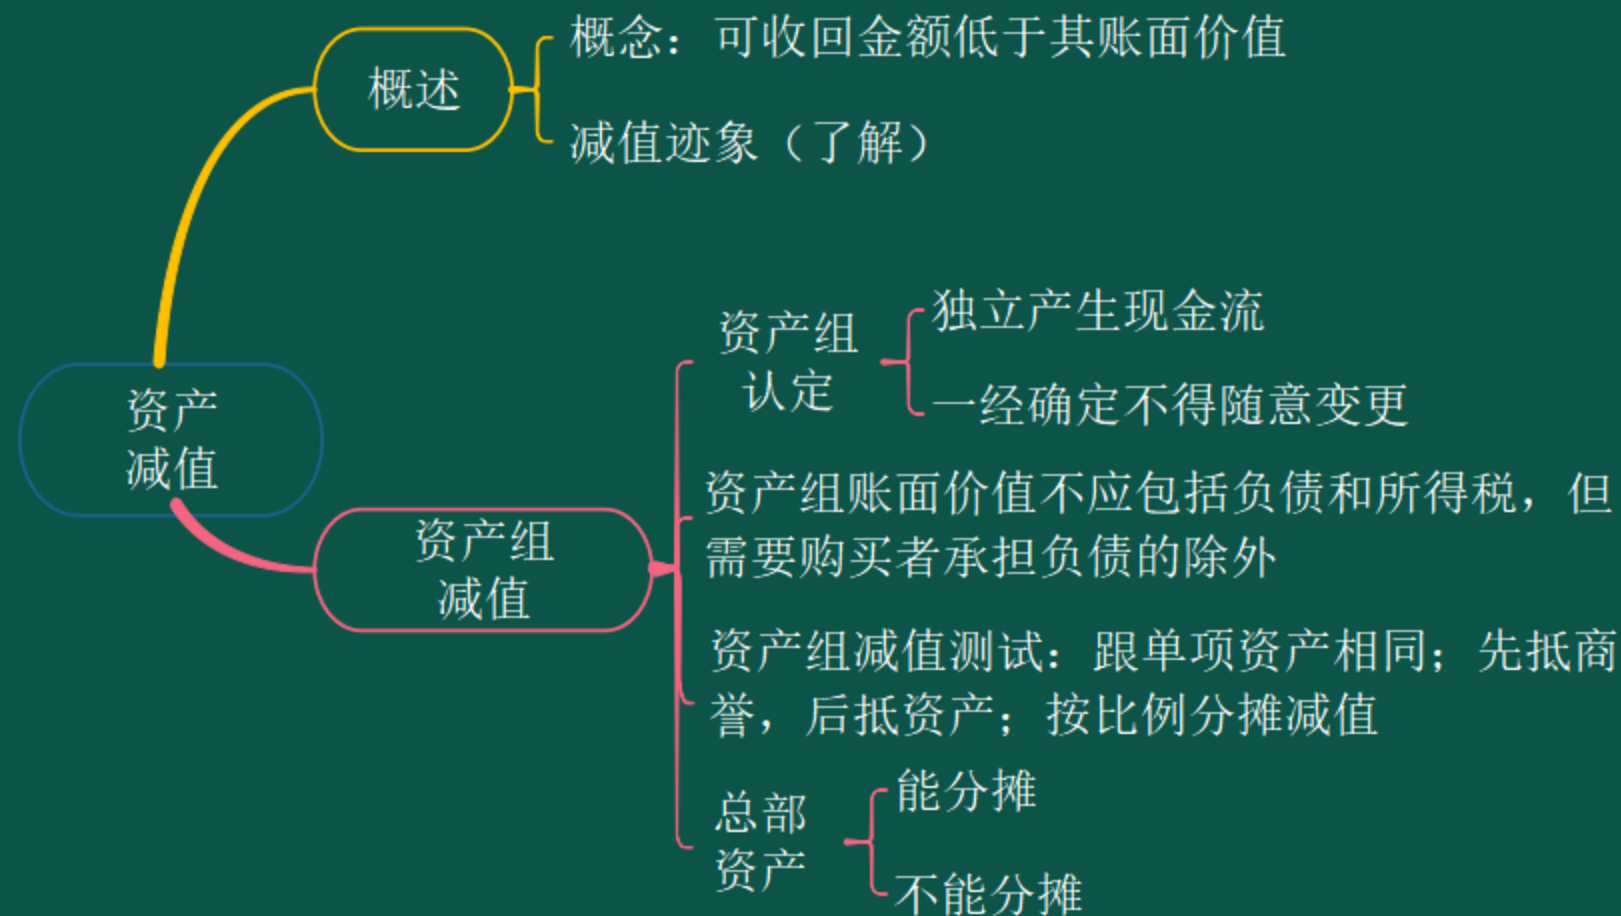 概述
概念：可收回金额低于其账面价值
减值迹象（了解）
资产
减值
资产组
减值
资产组
认定
独立产生现金流
一经确定不得随意变更
资产组账面价值不应包括负债和所得税，但
需要购买者承担负债的除外
资产组减值测试：跟单项资产相同；先抵商
誉，后抵资产；按比例分摊减值
总部
资产
能分摊
不能分摊